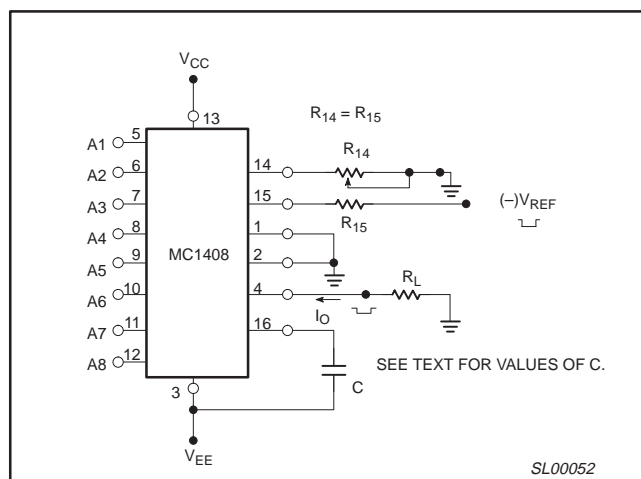 VCC
13
R14 = R15
A1 5
A2 6
A3 7
A4 8
A5 9
A6 10
A7 11
A8 12
MC1408
14
15
1
2
4
16
3
R14
R15
(–)VREF
RL
IO
C
SEE TEXT FOR VALUES OF C.
VEE
SL00052